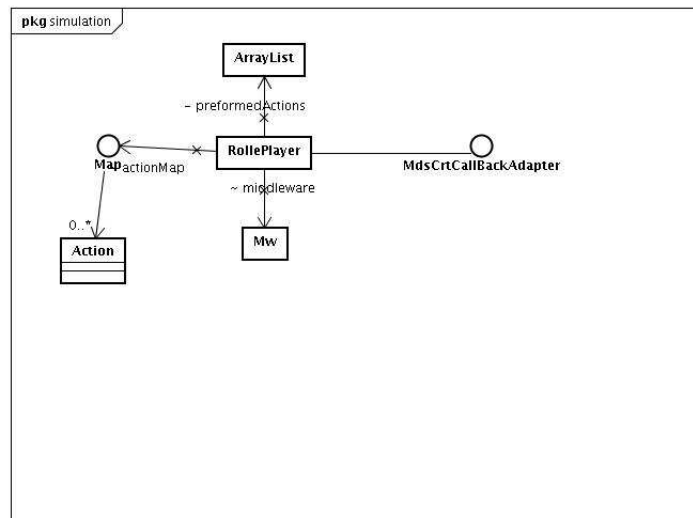 pkg simulation
ArrayList
~ preformedActions
RollePlayer
Map
~ actionMap
MdsCrtCallBackAdapter
~ middleware
0..*
Action
Mw